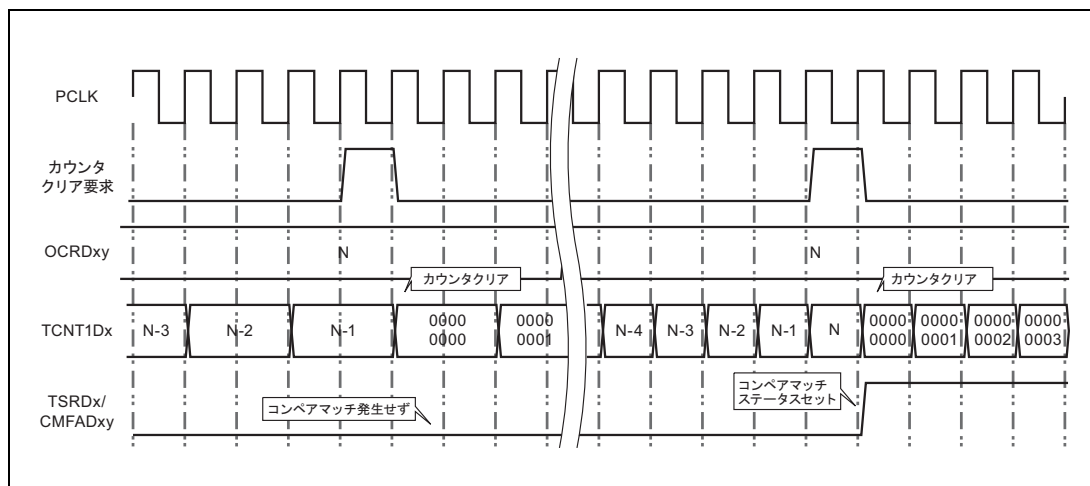 PCLK
カウンタ
クリア要求
OCRDxy
N
N
カウンタクリア
カウンタクリア
TCNT1Dx
N-3
N-2
N-1
0000
0000
0000
0001
N-4
N-3
N-2
N-1
N
0000
0000
0000
0001
0000
0002
0000
0003
TSRDx/
CMFADxy
コンペアマッチ発生せず
コンペアマッチ
ステータスセット